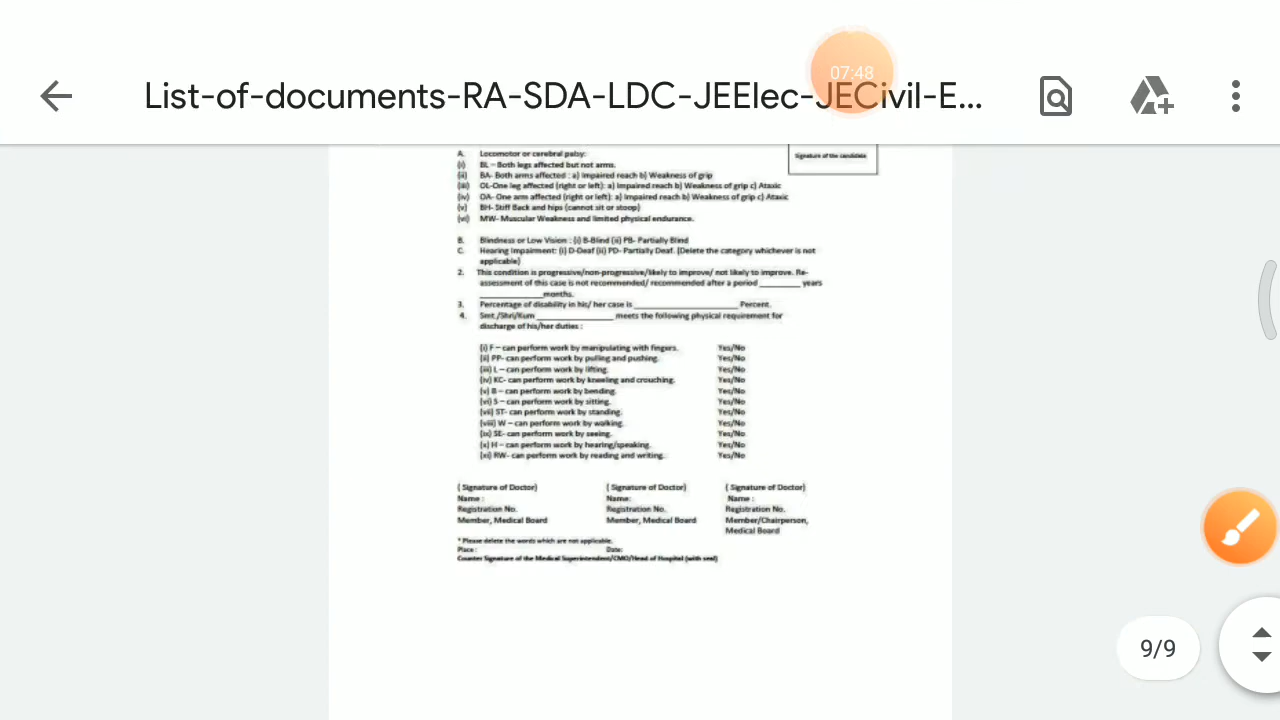 07:48
List-of-documents-RA-SDA-LDC-JEElec-JECivil-E...
A. Locomotor or cerebral palsy:
Signature of the candidate
(i) BL – Both legs affected but not arms.
(ii) BA- Both arms affected : a) Impaired reach b) Weakness of grip
(iii) OL-One leg affected (right or left): a) Impaired reach b) Weakness of grip c) Ataxic
(iv) OA- One arm affected (right or left): a) Impaired reach b) Weakness of grip c) Ataxic
(v) BH- Stiff Back and hips (cannot sit or stoop)
(vi) MW- Muscular Weakness and limited physical endurance.
B. Blindness or Low Vision : (i) B-Blind (ii) PB- Partially Blind
C. Hearing Impairment: (i) D-Deaf (ii) PD- Partially Deaf. (Delete the category whichever is not
applicable)
2. This condition is progressive/non-progressive/likely to improve/ not likely to improve. Re-
assessment of this case is not recommended/ recommended after a period ________ years
____________months.
3. Percentage of disability in his/ her case is ____________________ Percent.
4. Smt./Shri/Kum _______________ meets the following physical requirement for
discharge of his/her duties :
(i) F – can perform work by manipulating with fingers. Yes/No
(ii) PP- can perform work by pulling and pushing. Yes/No
(iii) L – can perform work by lifting. Yes/No
(iv) KC- can perform work by kneeling and crouching. Yes/No
(v) B – can perform work by bending. Yes/No
(vi) S – can perform work by sitting. Yes/No
(vii) ST- can perform work by standing. Yes/No
(viii) W – can perform work by walking. Yes/No
(ix) SE- can perform work by seeing. Yes/No
(x) H – can perform work by hearing/speaking. Yes/No
(xi) RW- can perform work by reading and writing. Yes/No
( Signature of Doctor) ( Signature of Doctor) ( Signature of Doctor)
Name : Name: Name :
Registration No. Registration No. Registration No.
Member, Medical Board Member, Medical Board Member/Chairperson,
Medical Board
* Please delete the words which are not applicable.
Place : Date:
Counter Signature of the Medical Superintendent/CMO/Head of Hospital (with seal)
9/9